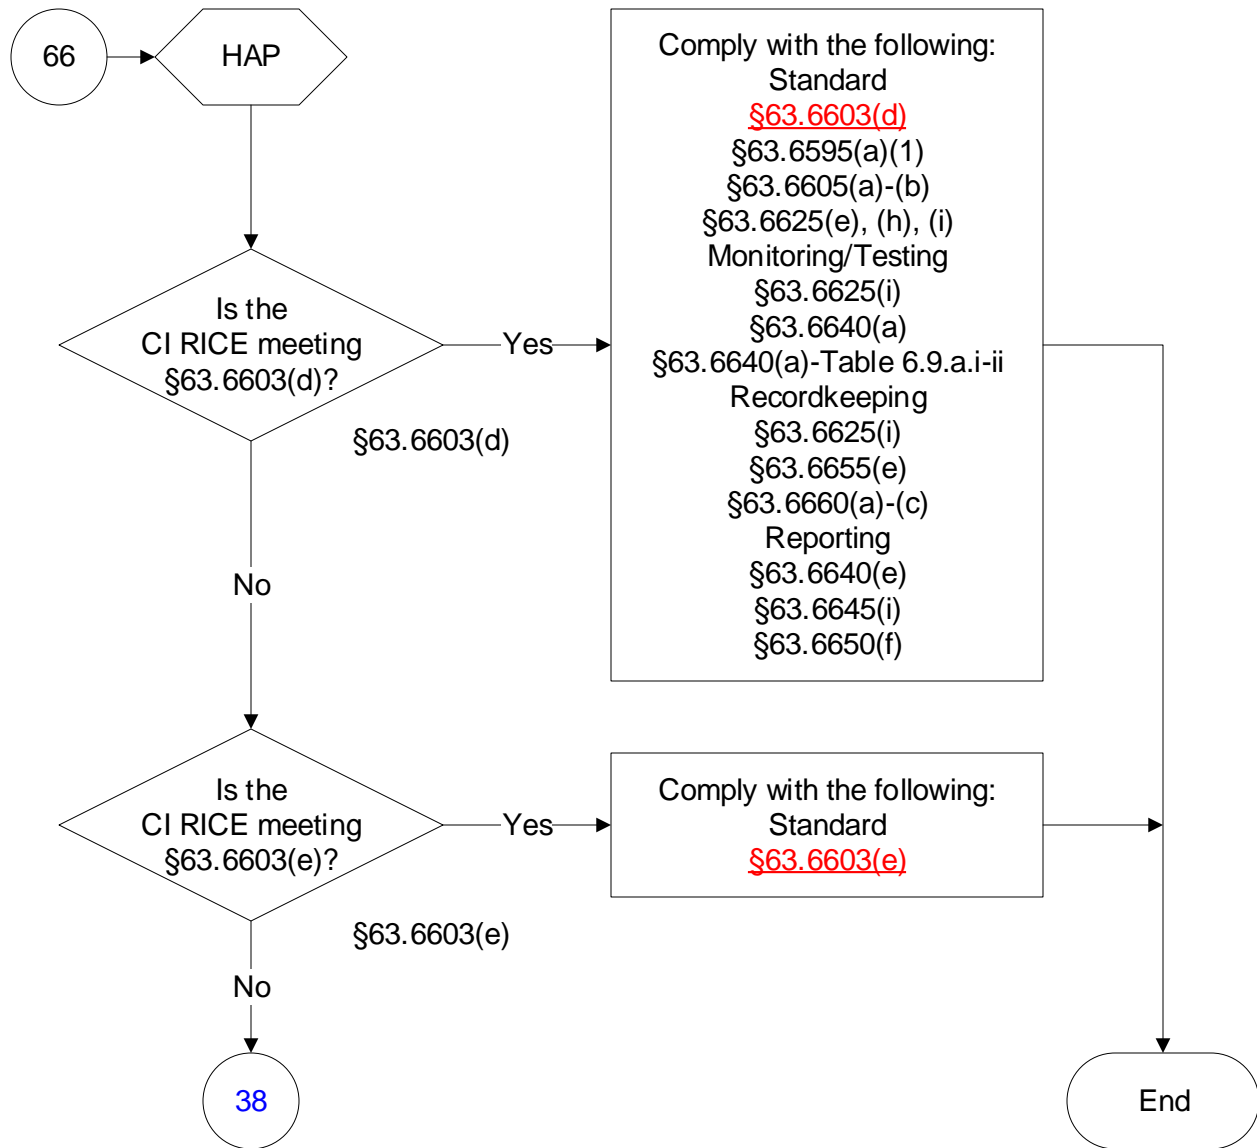 66
HAP
Comply with the following:
Standard
§63.6603(d)
§63.6595(a)(1)
§63.6605(a)-(b)
§63.6625(e), (h), (i)
Monitoring/Testing
§63.6625(i)
§63.6640(a)
§63.6640(a)-Table 6.9.a.i-ii
Recordkeeping
§63.6625(i)
§63.6655(e)
§63.6660(a)-(c)
Reporting
§63.6640(e)
§63.6645(i)
§63.6650(f)
Is the
CI RICE meeting
§63.6603(d)?
Yes
§63.6603(d)
No
Is the
CI RICE meeting
§63.6603(e)?
Yes
Comply with the following:
Standard
§63.6603(e)
§63.6603(e)
No
38
End